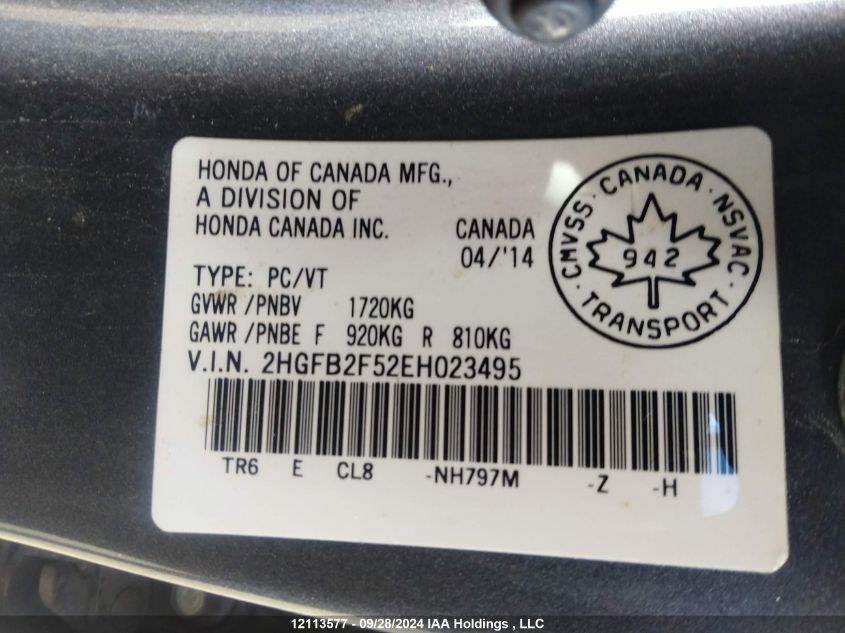 HONDA OF CANADA MFG.,
A DIVISION OF
HONDA CANADA INC. CANADA
04/'14
TYPE: PC/VT
GVWR /PNBV 1720KG
GAWR /PNBE F 920KG R 810KG
V.I.N. 2HGFB2F52EH023495
TR6 E CL8 -NH797M -Z -H
CMVSS · CANADA · NSVAC · TRANSPORT ·
942
12113577 - 09/28/2024 IAA Holdings , LLC